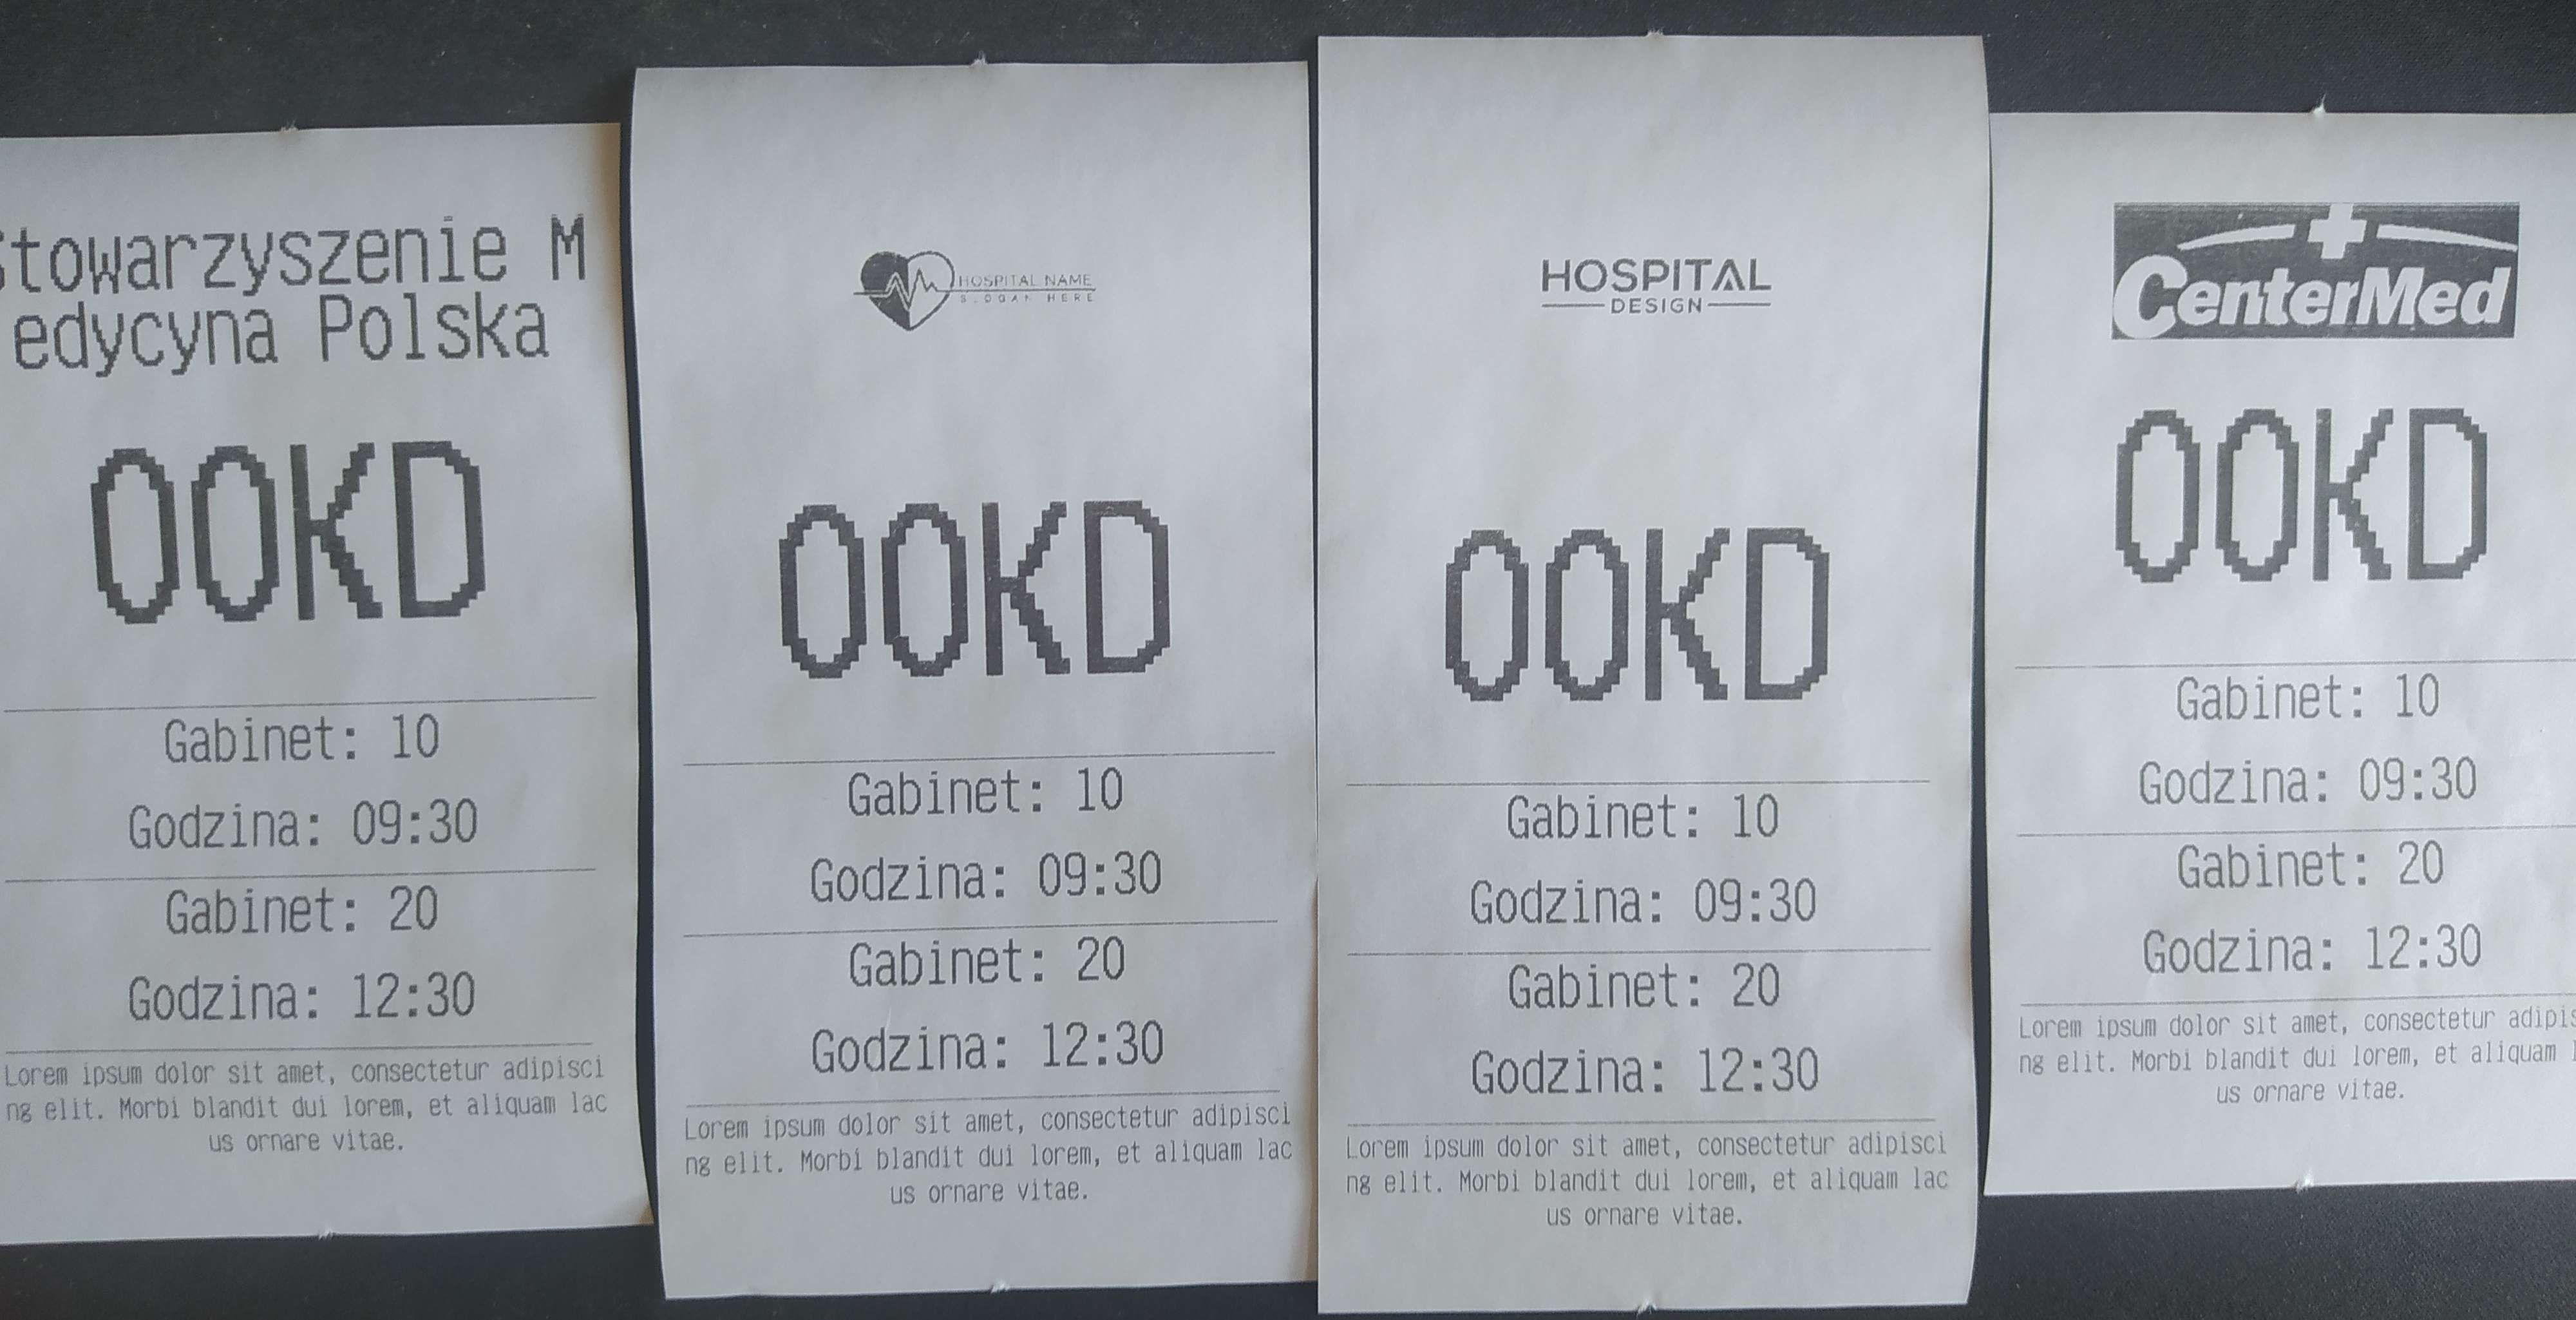 Stowarzyszenie M
edycyna Polska
OOKD
Gabinet: 10
Godzina: 09:30
Gabinet: 20
Godzina: 12:30
Lorem ipsum dolor sit amet, consectetur adipisci
ng elit. Morbi blandit dui lorem, et aliquam lac
us ornare vitae.
HOSPITAL NAME
SLOGAN HERE
OOKD
Gabinet: 10
Godzina: 09:30
Gabinet: 20
Godzina: 12:30
Lorem ipsum dolor sit amet, consectetur adipisci
ng elit. Morbi blandit dui lorem, et aliquam lac
us ornare vitae.
HOSPITAL
DESIGN
OOKD
Gabinet: 10
Godzina: 09:30
Gabinet: 20
Godzina: 12:30
Lorem ipsum dolor sit amet, consectetur adipisci
ng elit. Morbi blandit dui lorem, et aliquam lac
us ornare vitae.
CenterMed
OOKD
Gabinet: 10
Godzina: 09:30
Gabinet: 20
Godzina: 12:30
Lorem ipsum dolor sit amet, consectetur adipis
ng elit. Morbi blandit dui lorem, et aliquam
us ornare vitae.